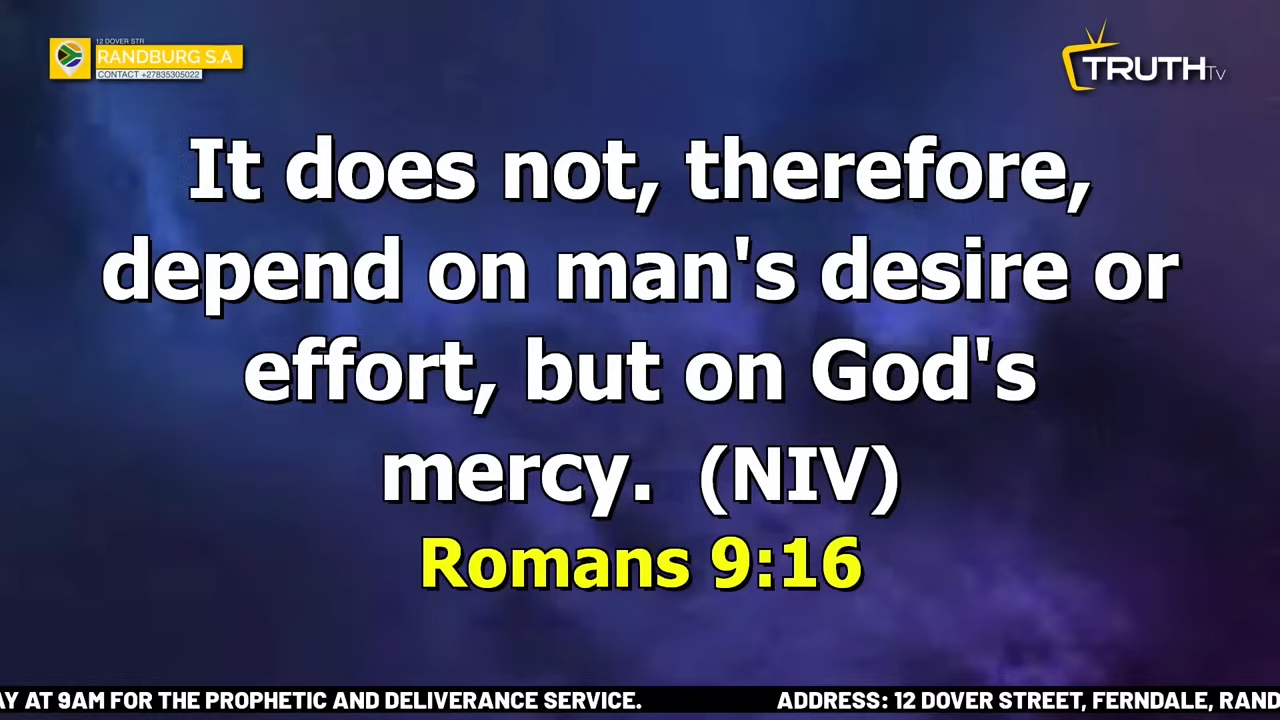 12 DOVER STR
RANDBURG S.A
CONTACT +27835305022
TRUTH TV
It does not, therefore,
depend on man's desire or
effort, but on God's
mercy. (NIV)
Romans 9:16
AY AT 9AM FOR THE PROPHETIC AND DELIVERANCE SERVICE. ADDRESS: 12 DOVER STREET, FERNDALE, RAND